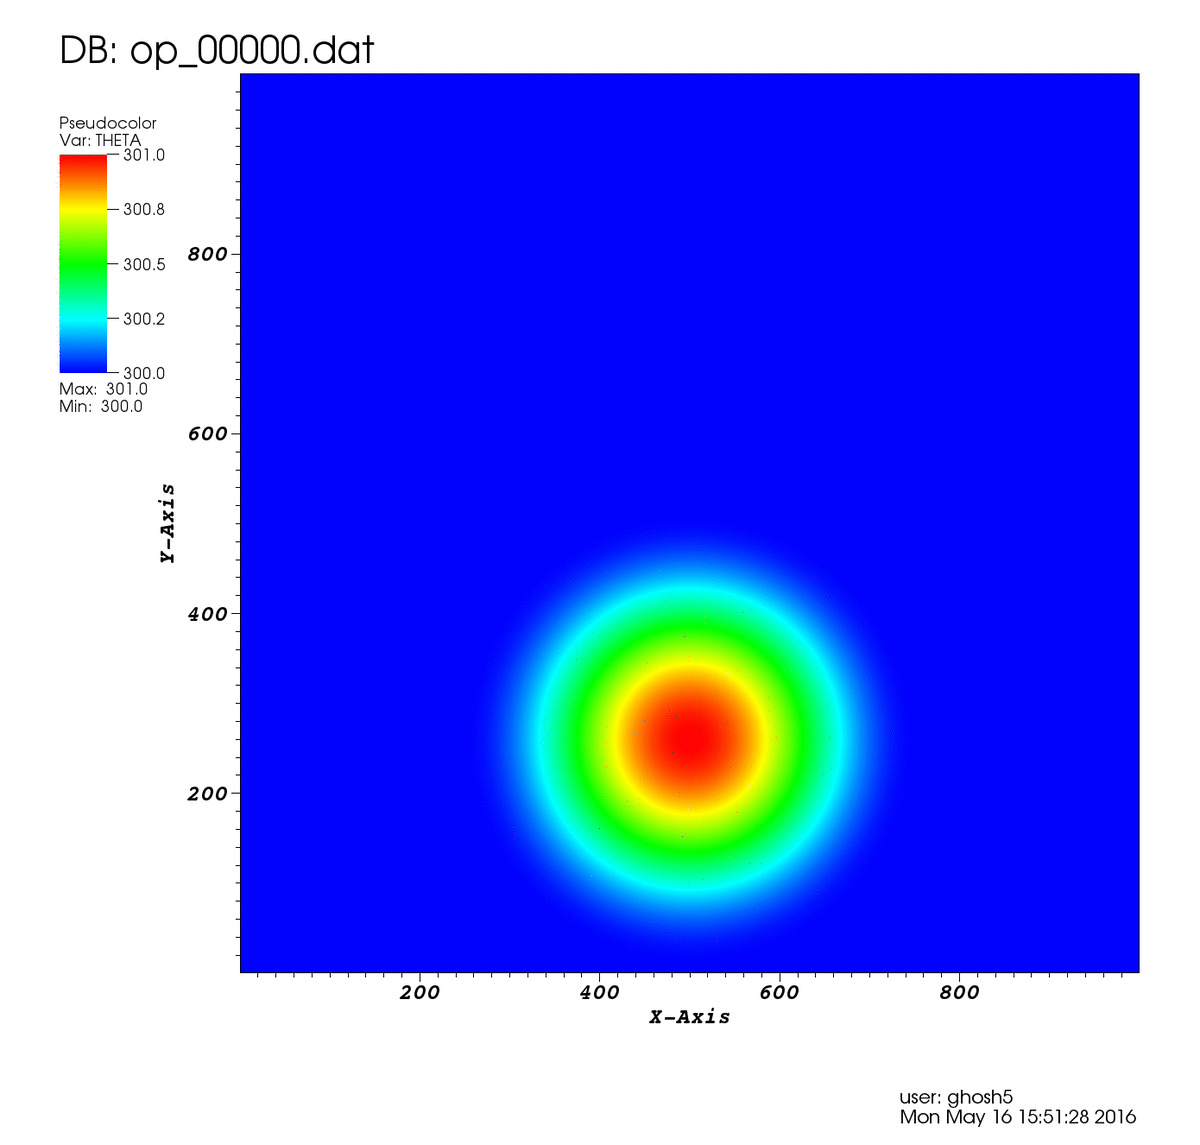 DB: op_00000.dat
Pseudocolor
Var: THETA
301.0
300.8
300.5
300.2
300.0
Max: 301.0
Min: 300.0
800
600
400
200
Y-Axis
200 400 600 800
X-Axis
user: ghosh5
Mon May 16 15:51:28 2016